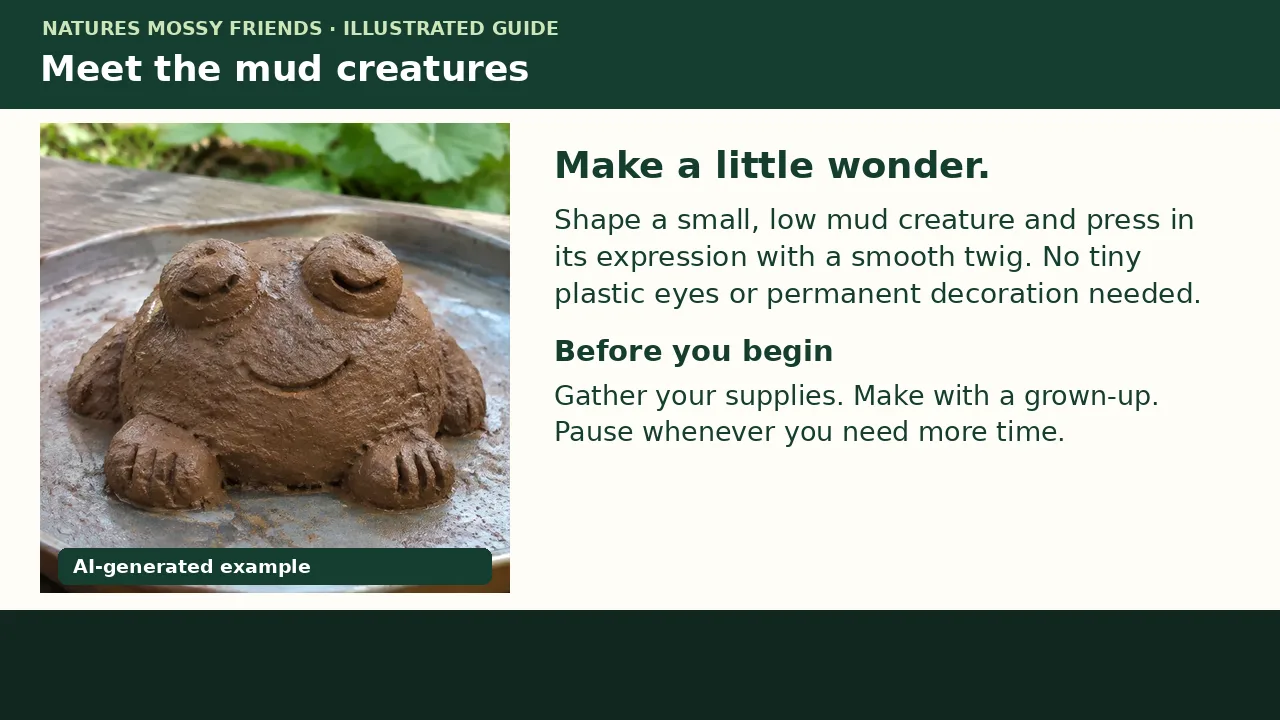 NATURES MOSSY FRIENDS · ILLUSTRATED GUIDE
Meet the mud creatures
Make a little wonder.
Shape a small, low mud creature and press in
its expression with a smooth twig. No tiny
plastic eyes or permanent decoration needed.
Before you begin
Gather your supplies. Make with a grown-up.
Pause whenever you need more time.
AI-generated example